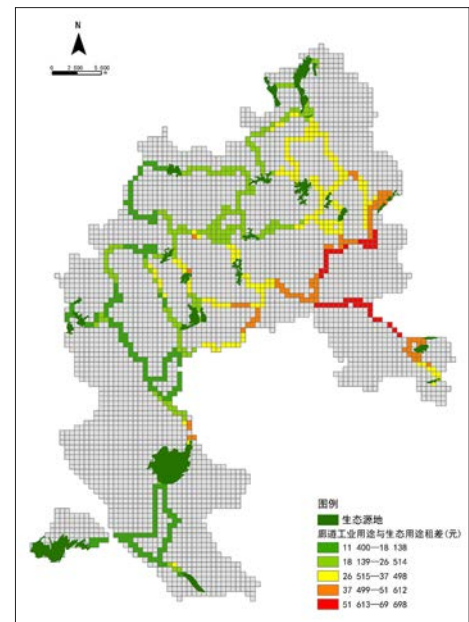 N
0 2 500 5 000
m
图例
生态源地
廊道工业用途与生态用途租差(元)
11 400—18 138
18 139—26 514
26 515—37 498
37 499—51 612
51 613—69 698